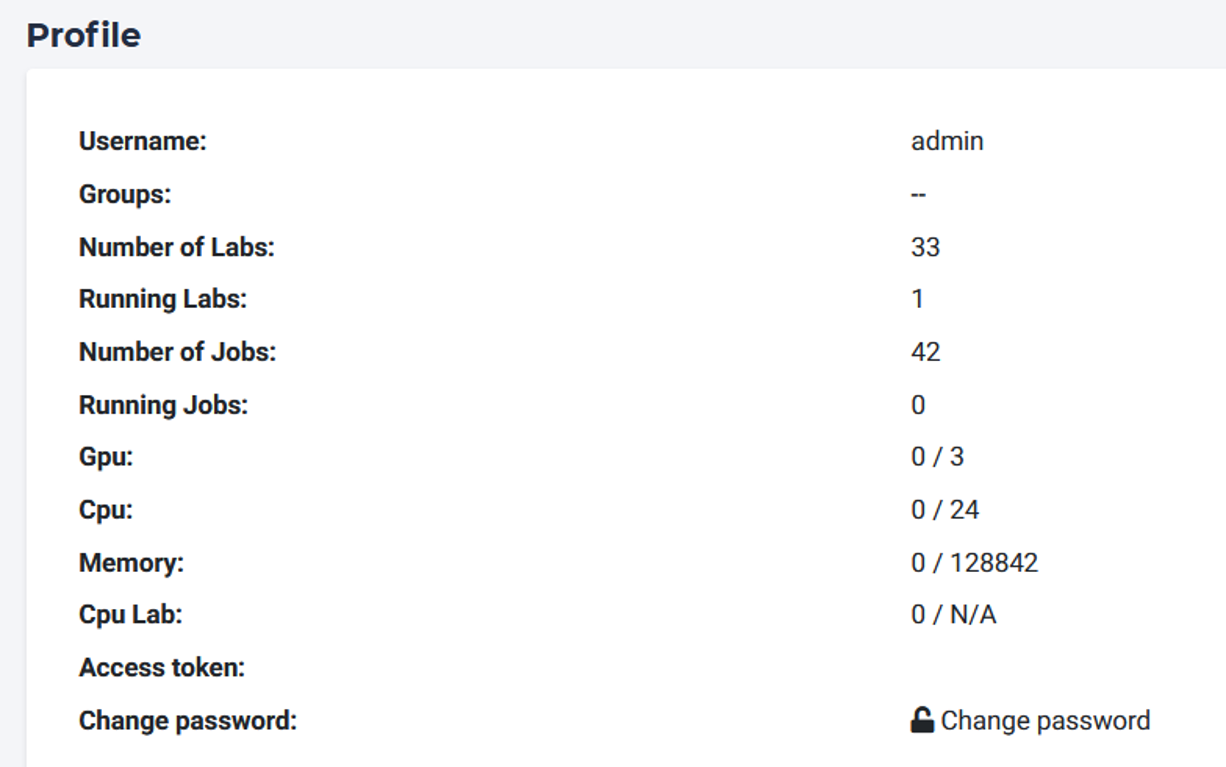 Profile
Username: admin
Groups: --
Number of Labs: 33
Running Labs: 1
Number of Jobs: 42
Running Jobs: 0
Gpu: 0 / 3
Cpu: 0 / 24
Memory: 0 / 128842
Cpu Lab: 0 / N/A
Access token:
Change password: Change password